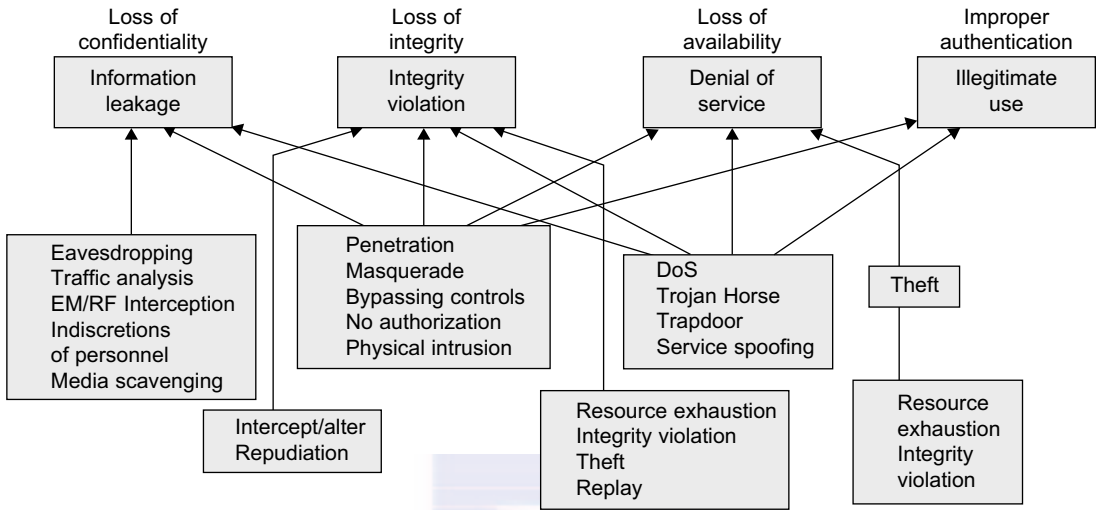 Loss of
confidentiality
Loss of
integrity
Loss of
availability
Improper
authentication
Information
leakage
Integrity
violation
Denial of
service
Illegitimate
use
Eavesdropping
Traffic analysis
EM/RF Interception
Indiscretions
of personnel
Media scavenging
Penetration
Masquerade
Bypassing controls
No authorization
Physical intrusion
DoS
Trojan Horse
Trapdoor
Service spoofing
Theft
Intercept/alter
Repudiation
Resource exhaustion
Integrity violation
Theft
Replay
Resource
exhaustion
Integrity
violation